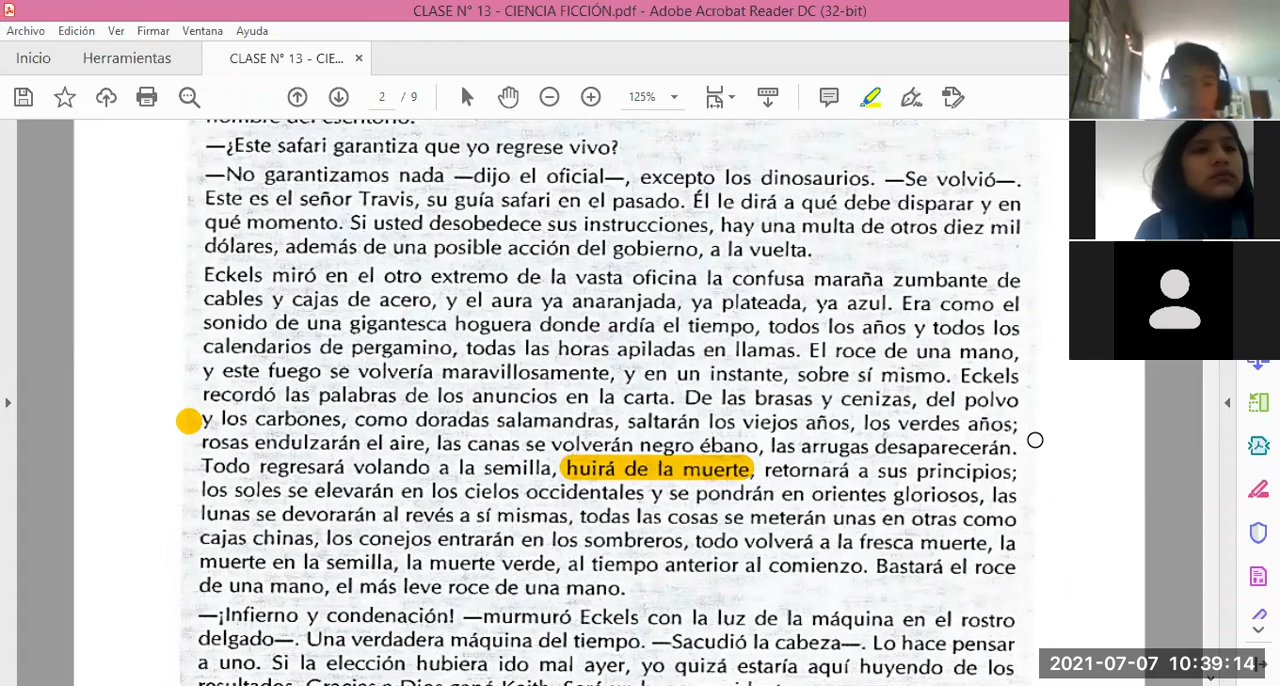 CLASE N° 13 - CIENCIA FICCIÓN.pdf - Adobe Acrobat Reader DC (32-bit)
Archivo Edición Ver Firmar Ventana Ayuda
Inicio Herramientas CLASE N° 13 - CIE... ×
2 / 9 125%
—¿Este safari garantiza que yo regrese vivo?
—No garantizamos nada —dijo el oficial—, excepto los dinosaurios. —Se volvió—.
Este es el señor Travis, su guía safari en el pasado. Él le dirá a qué debe disparar y en
qué momento. Si usted desobedece sus instrucciones, hay una multa de otros diez mil
dólares, además de una posible acción del gobierno, a la vuelta.
Eckels miró en el otro extremo de la vasta oficina la confusa maraña zumbante de
cables y cajas de acero, y el aura ya anaranjada, ya plateada, ya azul. Era como el
sonido de una gigantesca hoguera donde ardía el tiempo, todos los años y todos los
calendarios de pergamino, todas las horas apiladas en llamas. El roce de una mano,
y este fuego se volvería maravillosamente, y en un instante, sobre sí mismo. Eckels
recordó las palabras de los anuncios en la carta. De las brasas y cenizas, del polvo
y los carbones, como doradas salamandras, saltarán los viejos años, los verdes años;
rosas endulzarán el aire, las canas se volverán negro ébano, las arrugas desaparecerán.
Todo regresará volando a la semilla, huirá de la muerte, retornará a sus principios;
los soles se elevarán en los cielos occidentales y se pondrán en orientes gloriosos, las
lunas se devorarán al revés a sí mismas, todas las cosas se meterán unas en otras como
cajas chinas, los conejos entrarán en los sombreros, todo volverá a la fresca muerte, la
muerte en la semilla, la muerte verde, al tiempo anterior al comienzo. Bastará el roce
de una mano, el más leve roce de una mano.
—¡Infierno y condenación! —murmuró Eckels con la luz de la máquina en el rostro
delgado—. Una verdadera máquina del tiempo. —Sacudió la cabeza—. Lo hace pensar
a uno. Si la elección hubiera ido mal ayer, yo quizá estaría aquí huyendo de los
2021-07-07 10:39:14